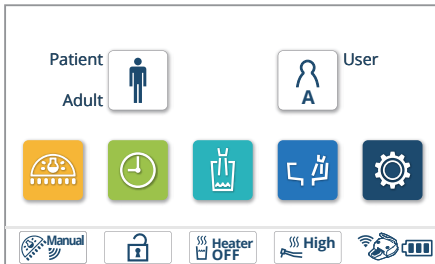 Patient
User
Adult
A
Manual
Heater
OFF
High